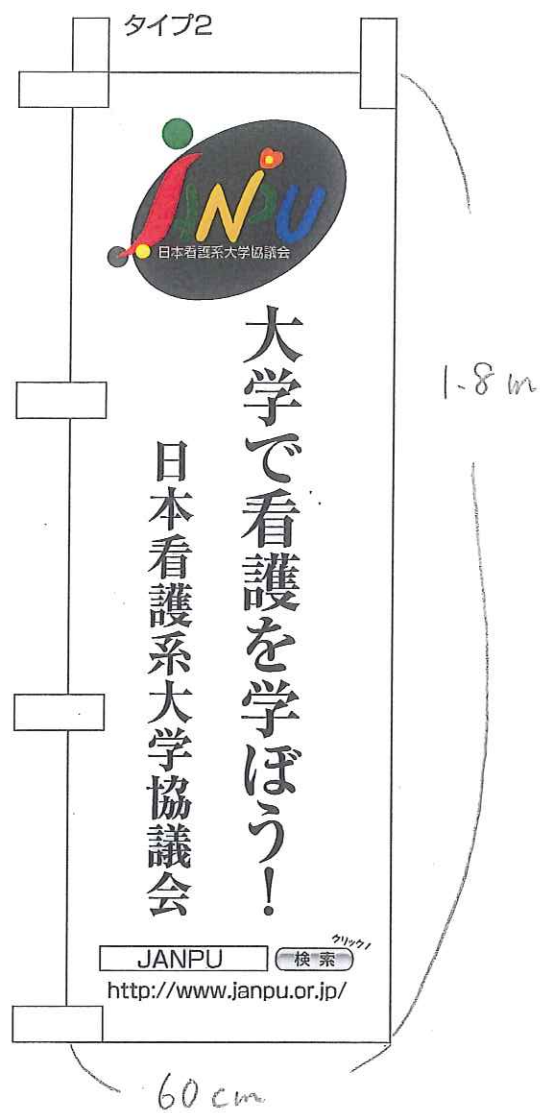 タイプ2
JANPU
日本看護系大学協議会
大学で看護を学ぼう！
日本看護系大学協議会
1.8m
クリック！
JANPU 検索
http://www.janpu.or.jp/
60cm